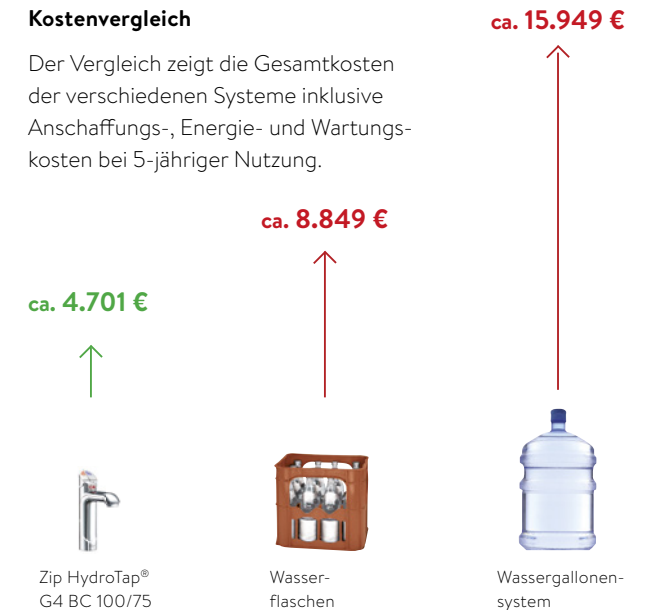 Kostenvergleich
Der Vergleich zeigt die Gesamtkosten
der verschiedenen Systeme inklusive
Anschaffungs-, Energie- und Wartungs-
kosten bei 5-jähriger Nutzung.
ca. 4.701 €
ca. 8.849 €
ca. 15.949 €
Zip HydroTap®
G4 BC 100/75
Wasser-
flaschen
Wassergallonen-
system